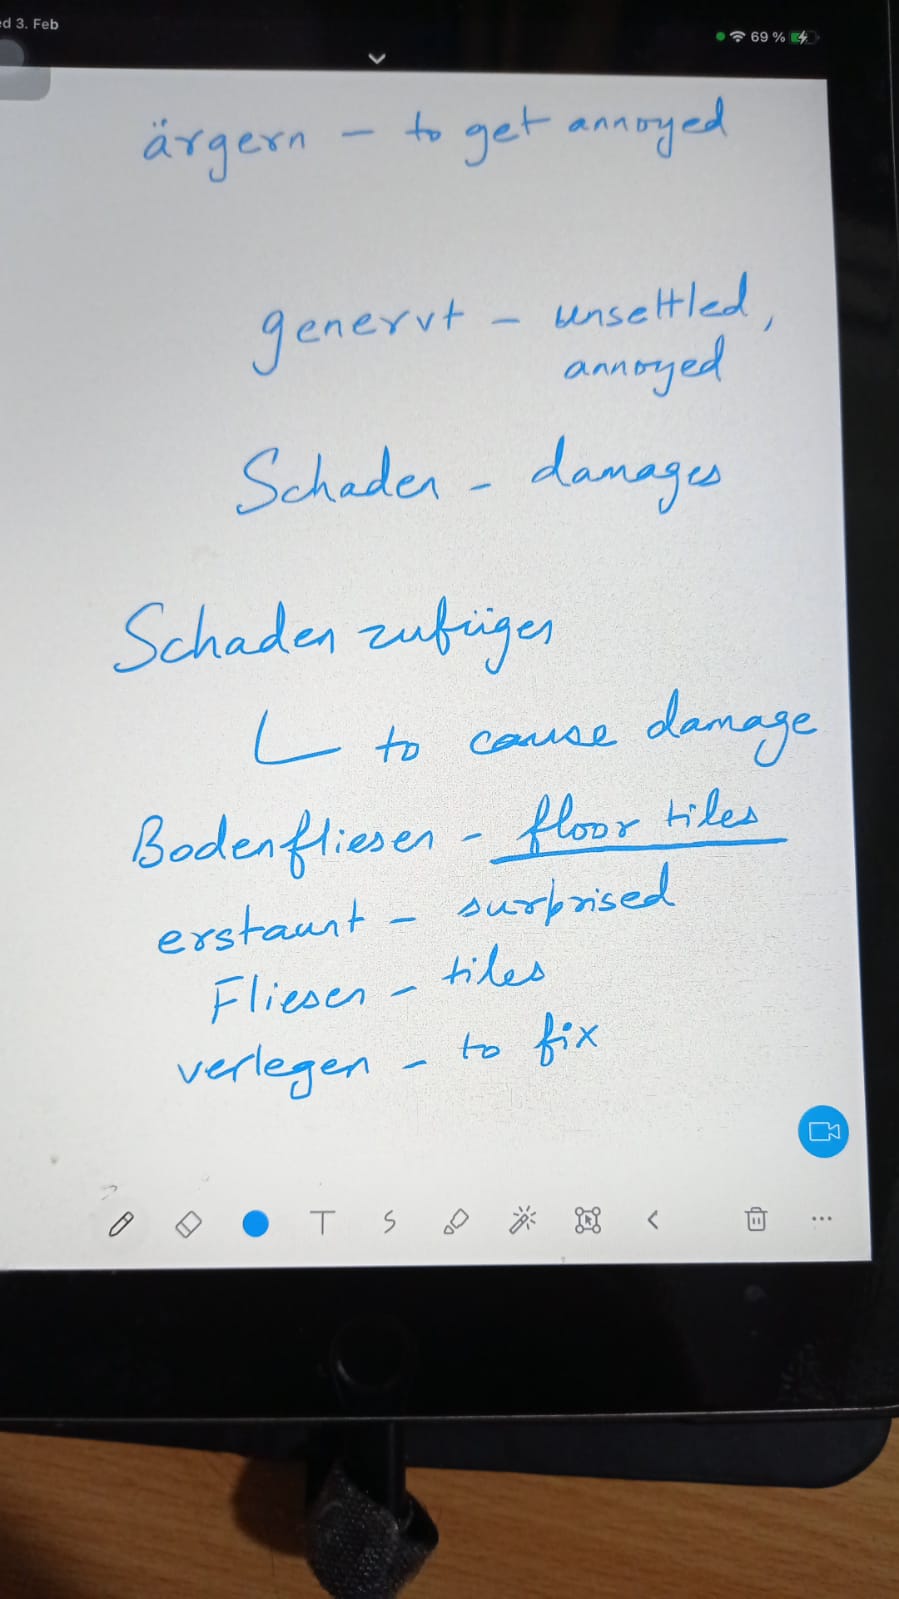 ed 3. Feb
69 %
ärgern - to get annoyed
genervt - unsettled,
annoyed
Schaden - damages
Schaden zufügen
to cause damage
Bodenfliesen - floor tiles
erstaunt - surprised
Fliesen - tiles
verlegen - to fix
T